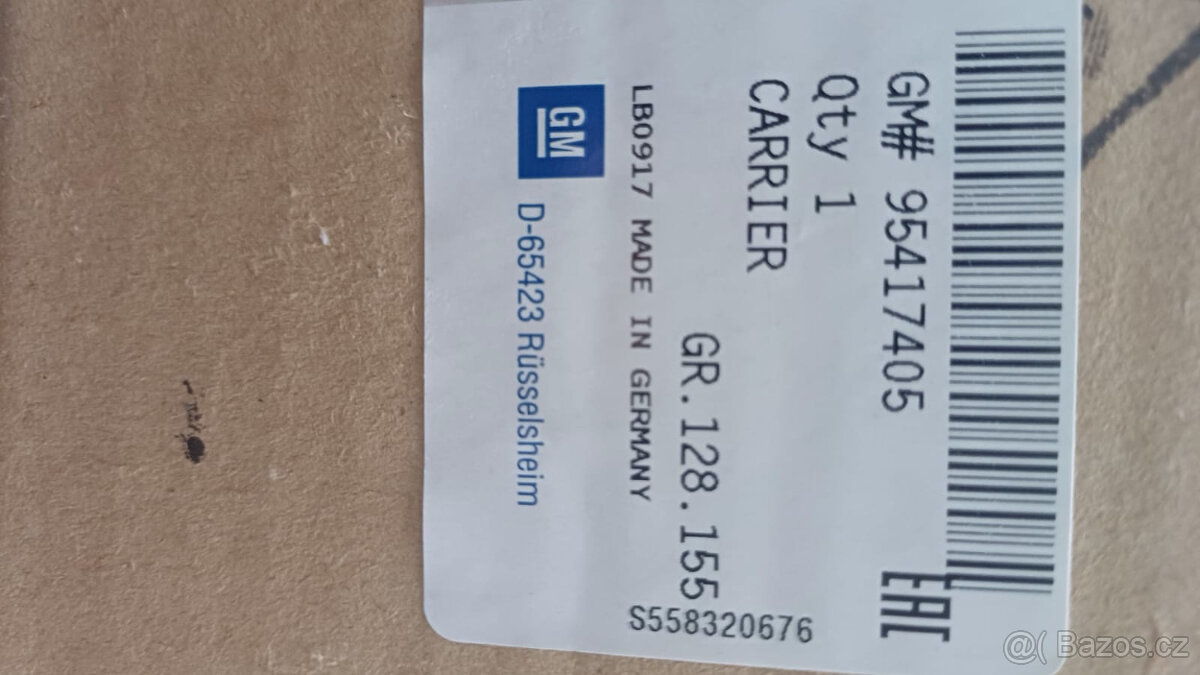 GM# 95417405
EAC
Qty 1
CARRIER
GR.128.155
S558320676
LB0917 MADE IN GERMANY
GM
D-65423 Rüsselsheim
@( Bazos.cz